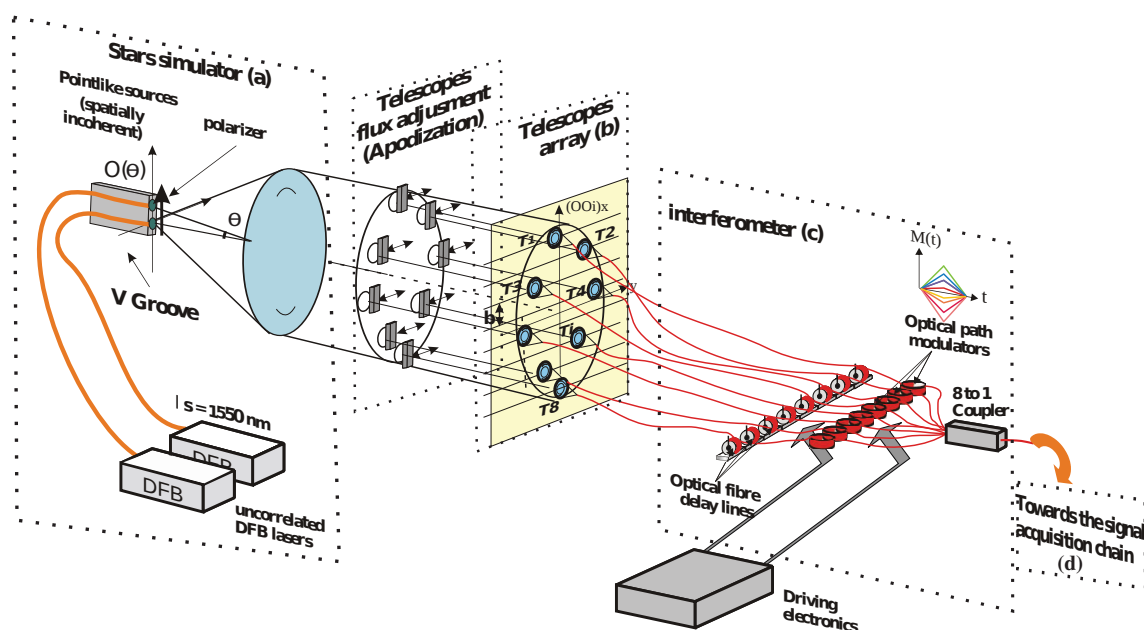 Stars simulator (a)
Pointlike sources
(spatially
incoherent)
polarizer
O(Θ)
Θ
V Groove
s = 1550 nm
DFB
DFB
uncorrelated
DFB lasers
Telescopes
flux adjusment
(Apodization)
Telescopes
array (b)
(OOi)x
y
T1
T2
T3
T4
b
Ti
T8
interferometer (c)
M(t)
t
Optical path
modulators
8 to 1
Coupler
Optical fibre
delay lines
Driving
electronics
Towards the signal
acquisition chain
(d)